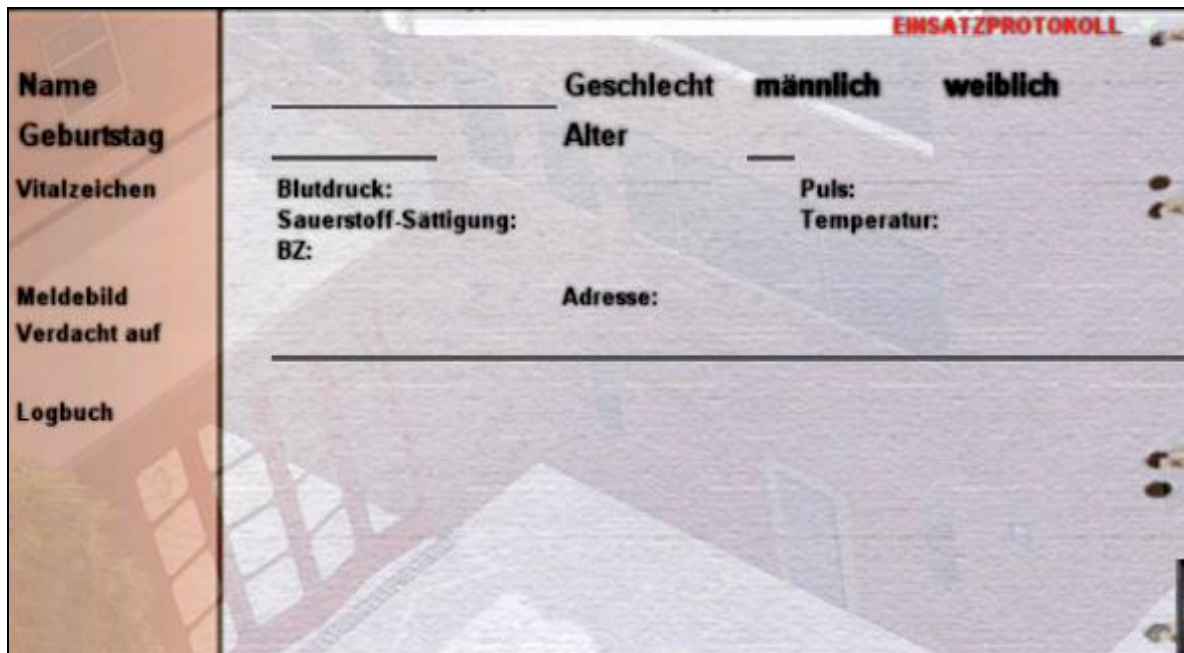 EINSATZPROTOKOLL
Name Geschlecht männlich weiblich
Geburtstag Alter
Vitalzeichen Blutdruck: Puls:
Sauerstoff-Sättigung: Temperatur:
BZ:
Meldebild Adresse:
Verdacht auf
Logbuch